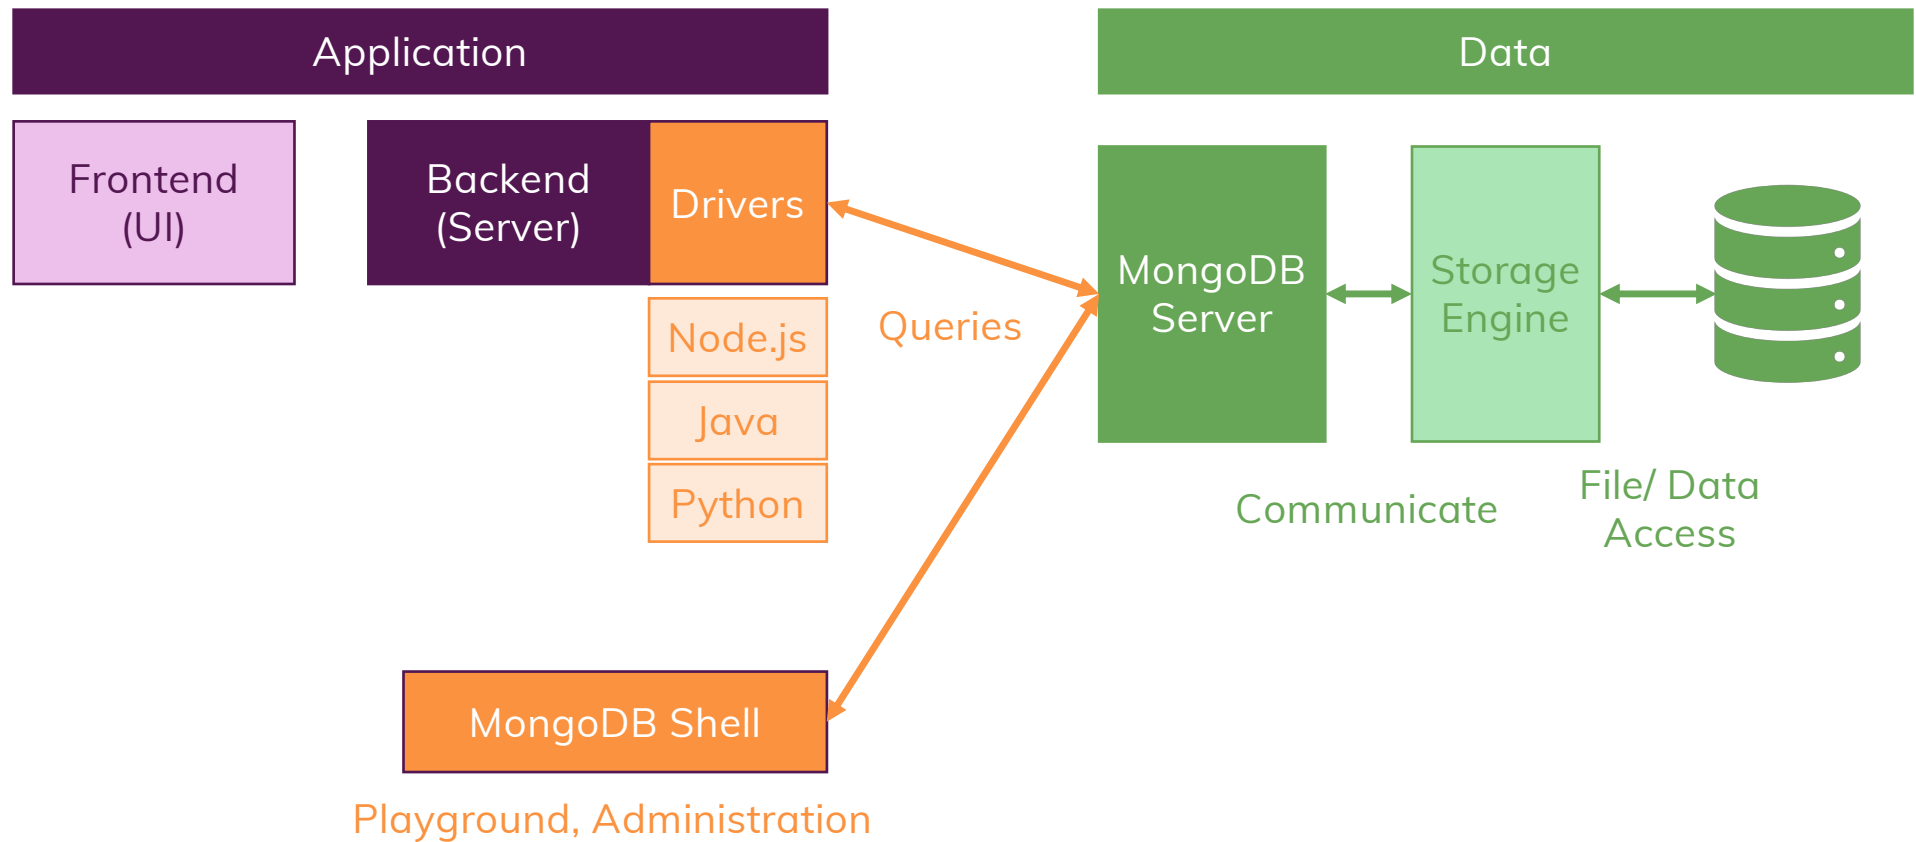 Application
Data
Frontend
(UI)
Backend
(Server)
Drivers
Node.js
Java
Python
Queries
MongoDB
Server
Storage
Engine
Communicate
File/ Data
Access
MongoDB Shell
Playground, Administration